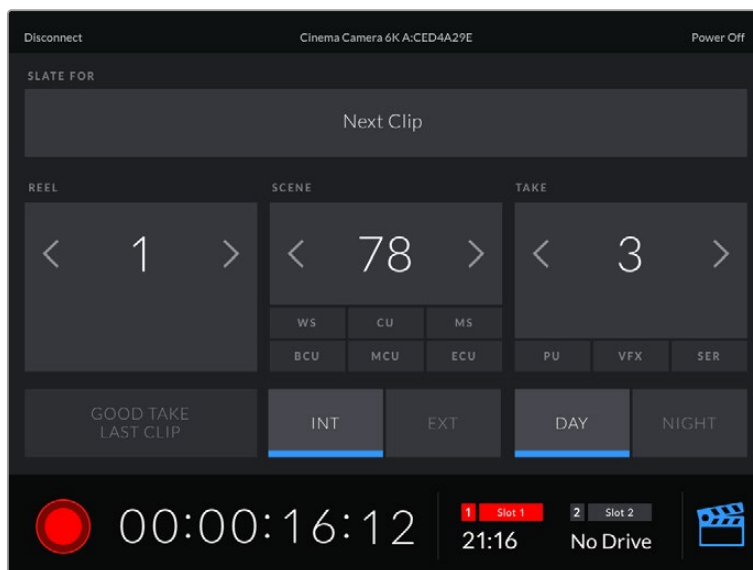 Disconnect Cinema Camera 6K A:CED4A29E Power Off
SLATE FOR
Next Clip
REEL SCENE TAKE
1 78 3
WS CU MS
BCU MCU ECU PU VFX SER
GOOD TAKE
LAST CLIP
INT EXT DAY NIGHT
00:00:16:12
1 Slot 1 2 Slot 2
21:16 No Drive